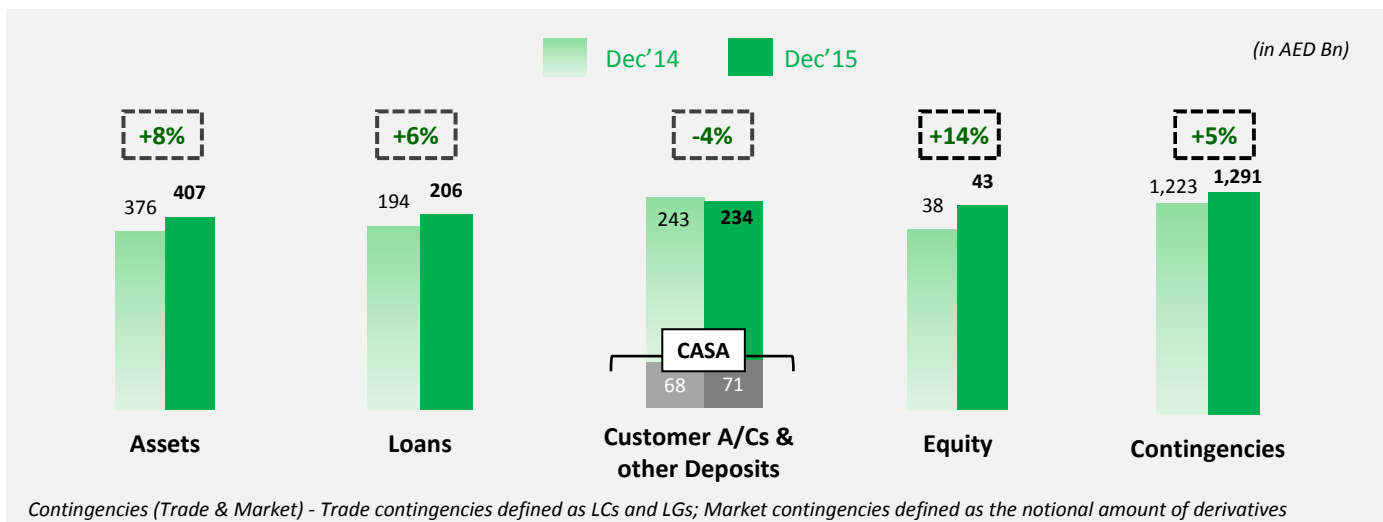 Dec’14
Dec’15
(in AED Bn)
+8%
+6%
-4%
+14%
+5%
376
407
194
206
243
234
38
43
1,223
1,291
CASA
68
71
Assets
Loans
Customer A/Cs &
other Deposits
Equity
Contingencies
Contingencies (Trade & Market) - Trade contingencies defined as LCs and LGs; Market contingencies defined as the notional amount of derivatives